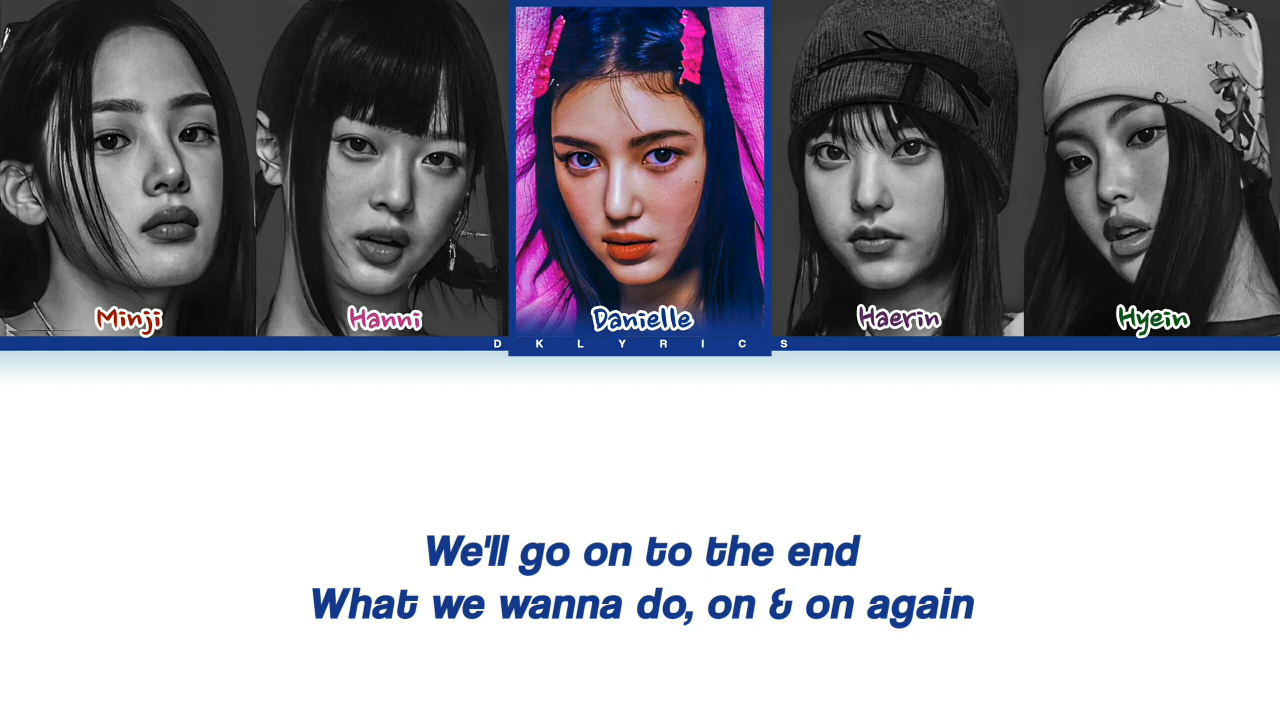 Minji
Hanni
Danielle
Haerin
Hyein
DKLYRICS
We'll go on to the end
What we wanna do, on & on again